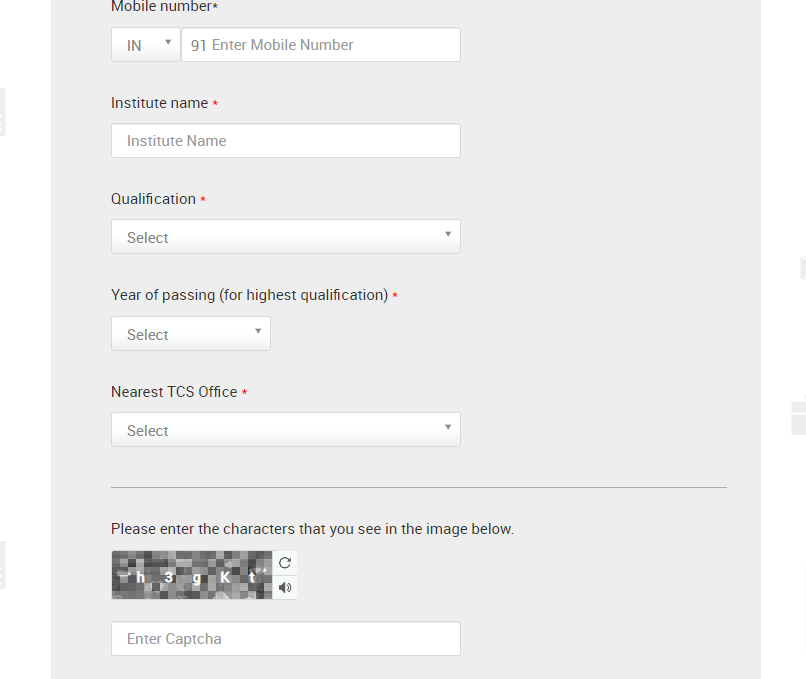 Mobile number*
IN 91 Enter Mobile Number
Institute name *
Institute Name
Qualification *
Select
Year of passing (for highest qualification) *
Select
Nearest TCS Office *
Select
Please enter the characters that you see in the image below.
h 3 g K t
Enter Captcha